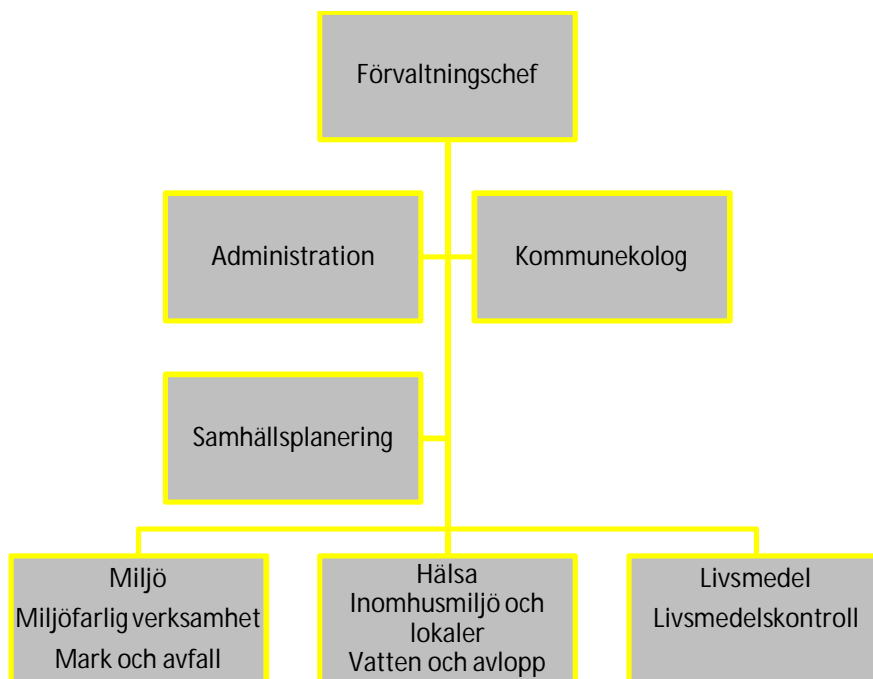 Förvaltningschef
Administration
Kommunekolog
Samhällsplanering
Miljö
Miljöfarlig verksamhet
Mark och avfall
Hälsa
Inomhusmiljö och
lokaler
Vatten och avlopp
Livsmedel
Livsmedelskontroll